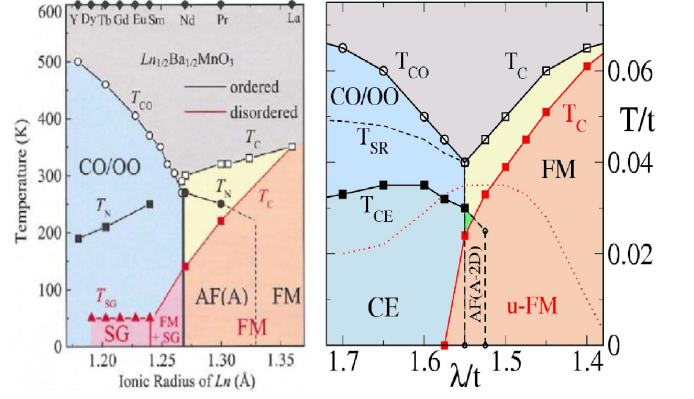 Y Dy Tb Gd Eu Sm Nd Pr La
Ln1/2Ba1/2MnO3
ordered
disordered
TCO
TC
CO/OO
TN
TN
TC
TSG
SG
FM
+ SG
AF(A)
FM
FM
600
500
400
300
250
200
150
100
50
0
Temperature (K)
1.20
1.25
1.30
1.35
Ionic Radius of Ln (Å)
TCO
TC
CO/OO
TC
TSR
FM
TCE
CE
AF(A-2D)
u-FM
0.06
T/t
0.04
0.02
0
1.7
1.6
1.5
1.4
λ/t